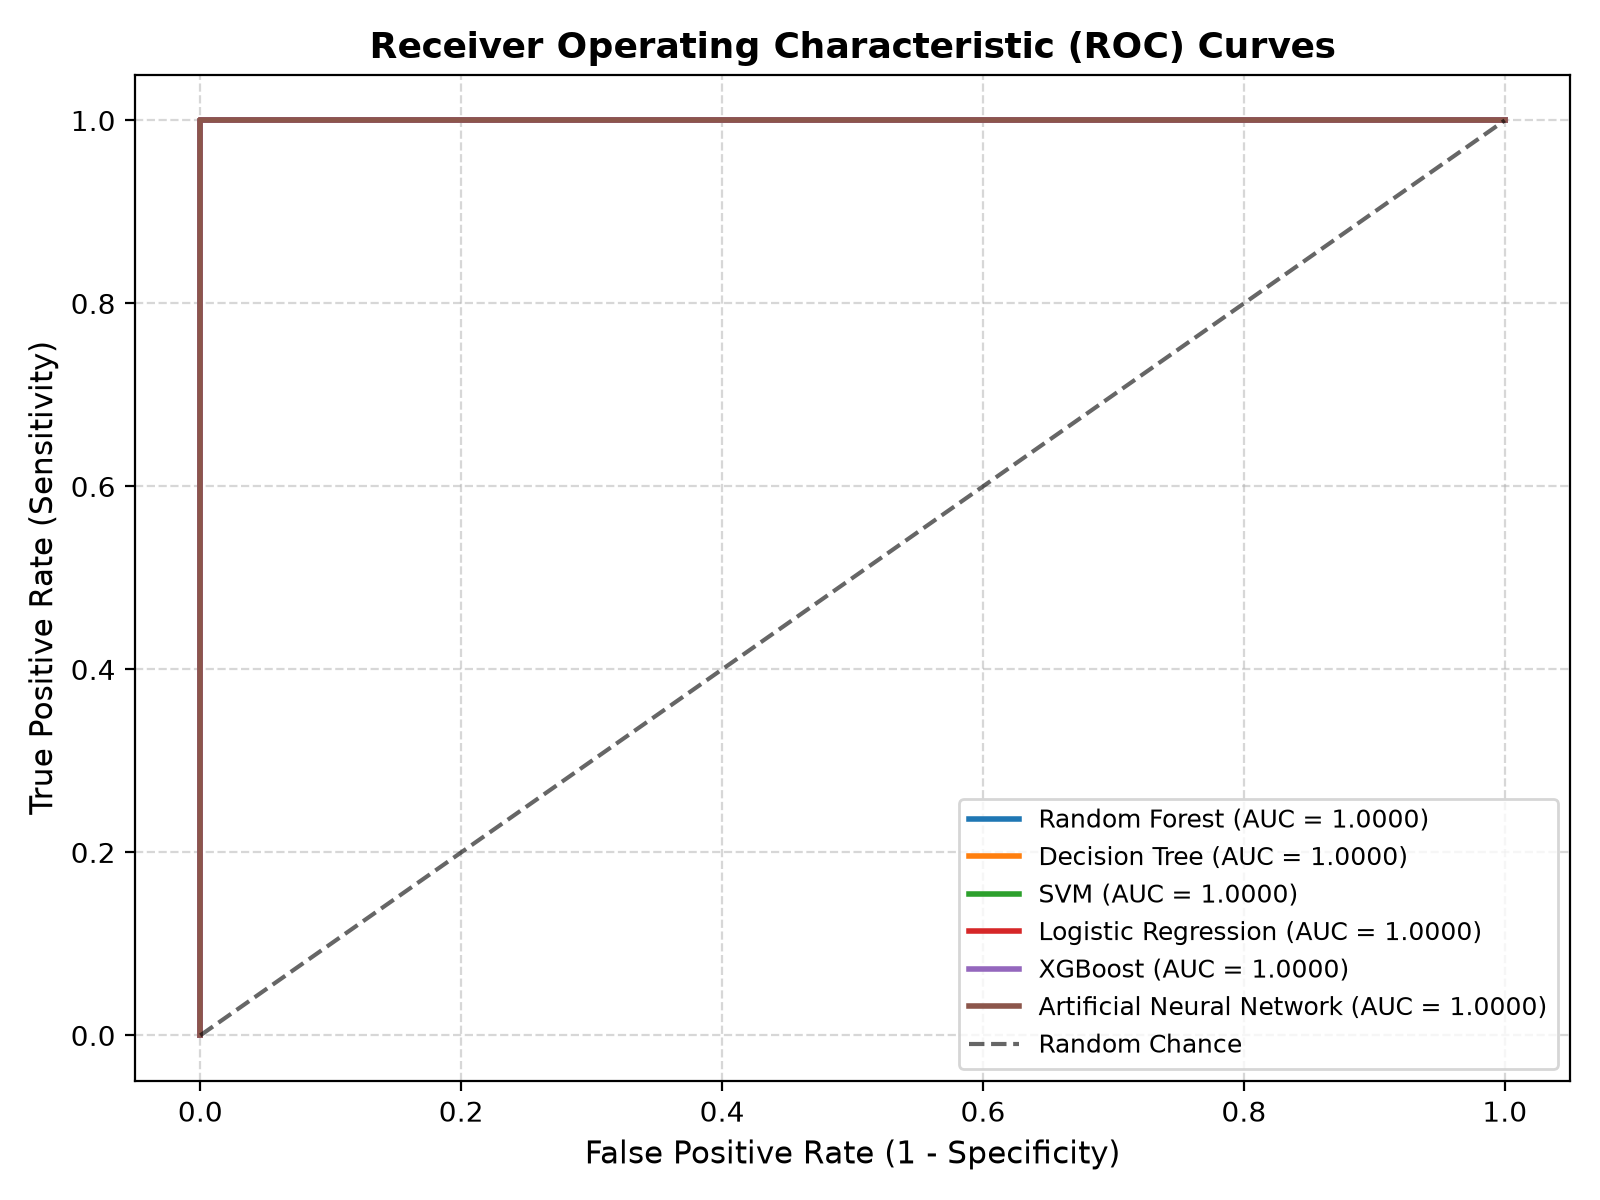 Receiver Operating Characteristic (ROC) Curves
True Positive Rate (Sensitivity)
1.0
0.8
0.6
0.4
0.2
0.0
Random Forest (AUC = 1.0000)
Decision Tree (AUC = 1.0000)
SVM (AUC = 1.0000)
Logistic Regression (AUC = 1.0000)
XGBoost (AUC = 1.0000)
Artificial Neural Network (AUC = 1.0000)
Random Chance
0.0 0.2 0.4 0.6 0.8 1.0
False Positive Rate (1 - Specificity)